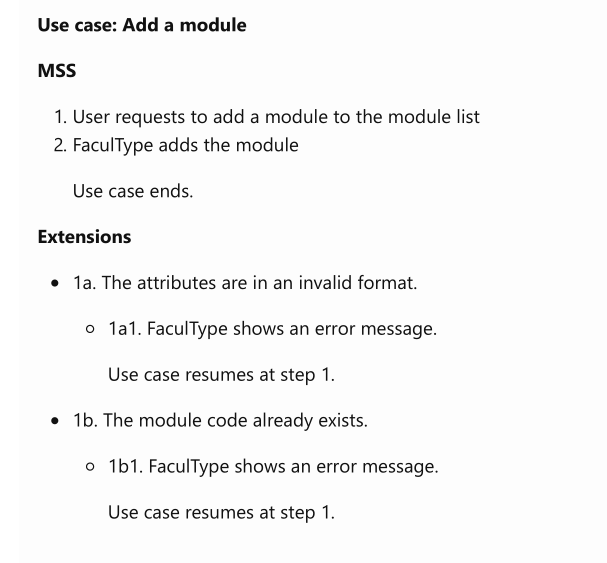 Use case: Add a module
MSS
1. User requests to add a module to the module list
2. FaculType adds the module
Use case ends.
Extensions
• 1a. The attributes are in an invalid format.
○ 1a1. FaculType shows an error message.
Use case resumes at step 1.
• 1b. The module code already exists.
○ 1b1. FaculType shows an error message.
Use case resumes at step 1.